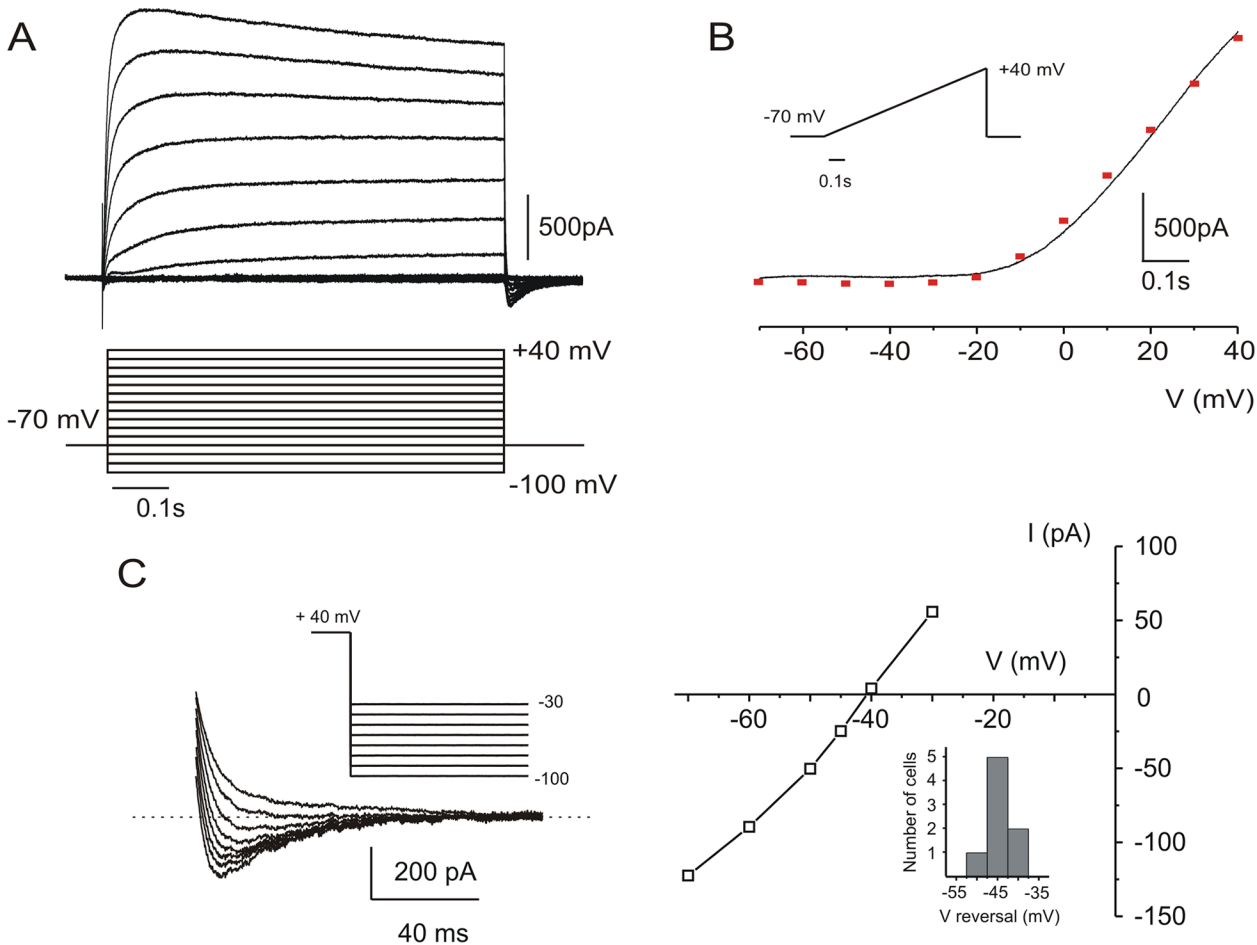 A
500pA
+40 mV
-70 mV
-100 mV
0.1s
B
+40 mV
-70 mV
0.1s
500pA
0.1s
-60 -40 -20 0 20 40
V (mV)
C
+ 40 mV
-30
-100
200 pA
40 ms
I (pA)
100
50
V (mV)
0
-60 -40 -20
-50
-100
-150
Number of cells
5
4
3
2
1
-55 -45 -35
V reversal (mV)